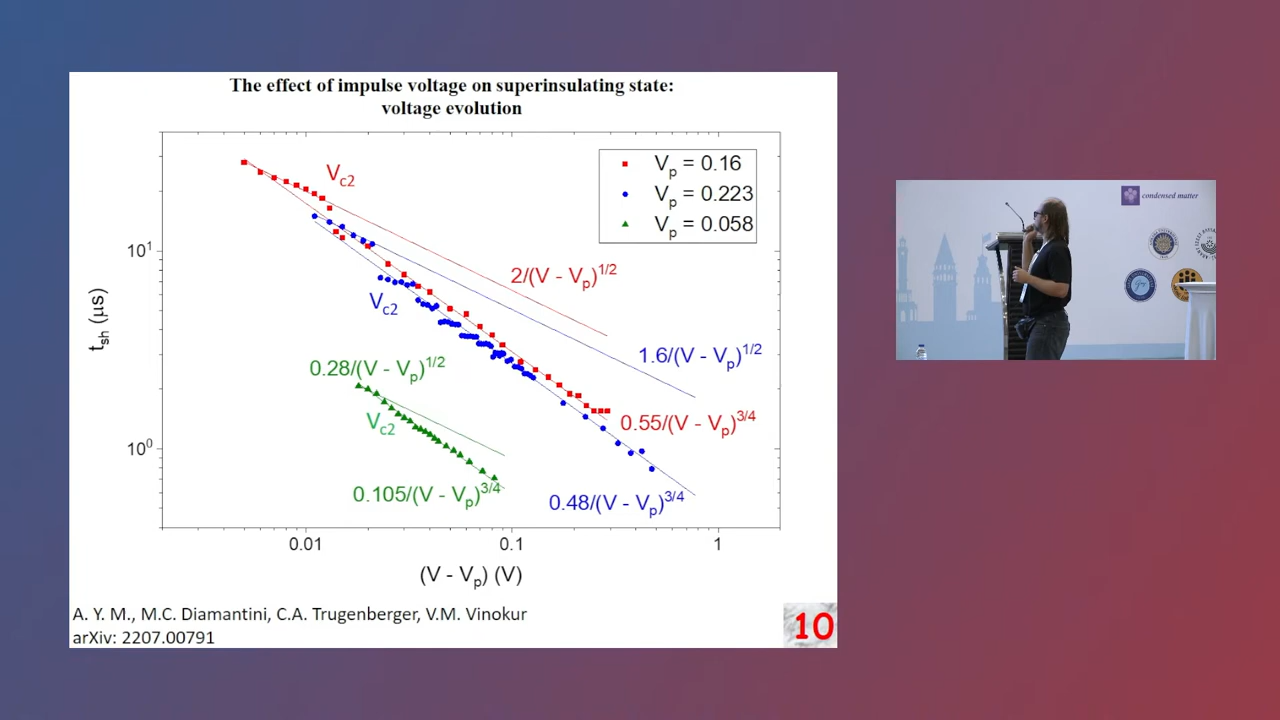 The effect of impulse voltage on superinsulating state:
voltage evolution
V_c2
V_p = 0.16
V_p = 0.223
V_p = 0.058
10^1
10^0
t_sh (μs)
2/(V - V_p)^1/2
V_c2
1.6/(V - V_p)^1/2
0.28/(V - V_p)^1/2
V_c2
0.55/(V - V_p)^3/4
0.105/(V - V_p)^3/4
0.48/(V - V_p)^3/4
0.01
0.1
1
(V - V_p) (V)
A. Y. M., M.C. Diamantini, C.A. Trugenberger, V.M. Vinokur
arXiv: 2207.00791
10
condensed matter